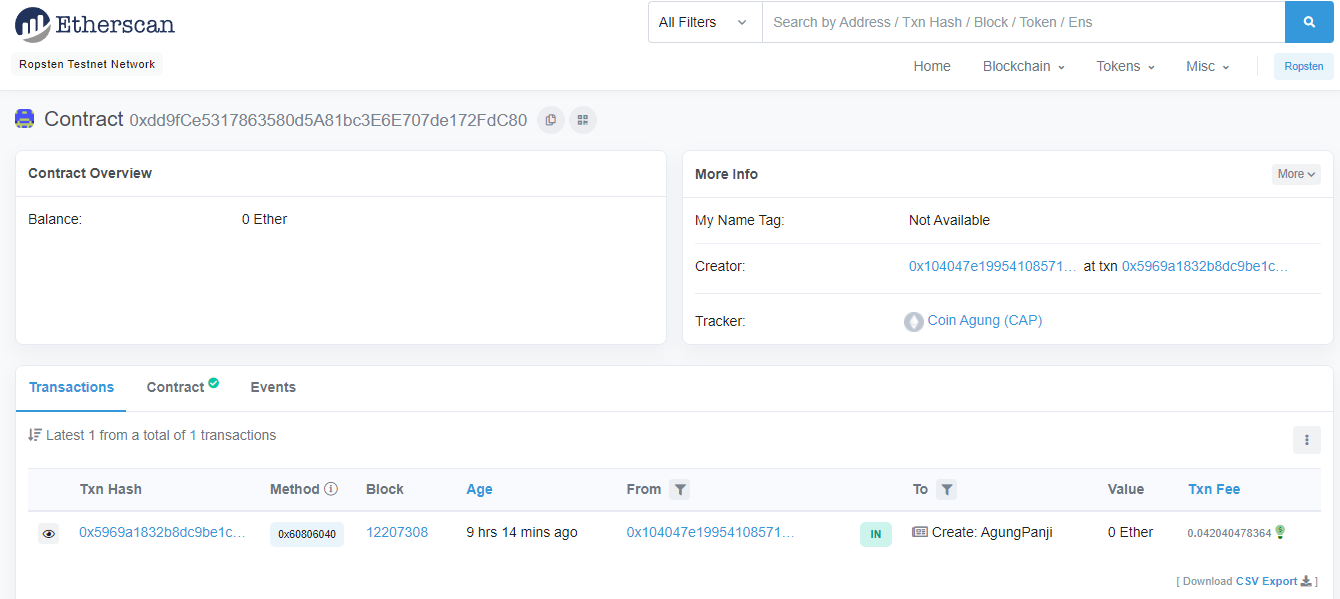 Etherscan
All Filters Search by Address / Txn Hash / Block / Token / Ens
Ropsten Testnet Network
Home Blockchain Tokens Misc Ropsten
Contract 0xdd9fCe5317863580d5A81bc3E6E707de172FdC80
Contract Overview
Balance: 0 Ether
More Info More
My Name Tag: Not Available
Creator: 0x104047e19954108571... at txn 0x5969a1832b8dc9be1c...
Tracker: Coin Agung (CAP)
Transactions Contract Events
Latest 1 from a total of 1 transactions
Txn Hash Method Block Age From To Value Txn Fee
0x5969a1832b8dc9be1c... 0x60806040 12207308 9 hrs 14 mins ago 0x104047e19954108571... IN Create: AgungPanji 0 Ether 0.042040478364
[ Download CSV Export ]